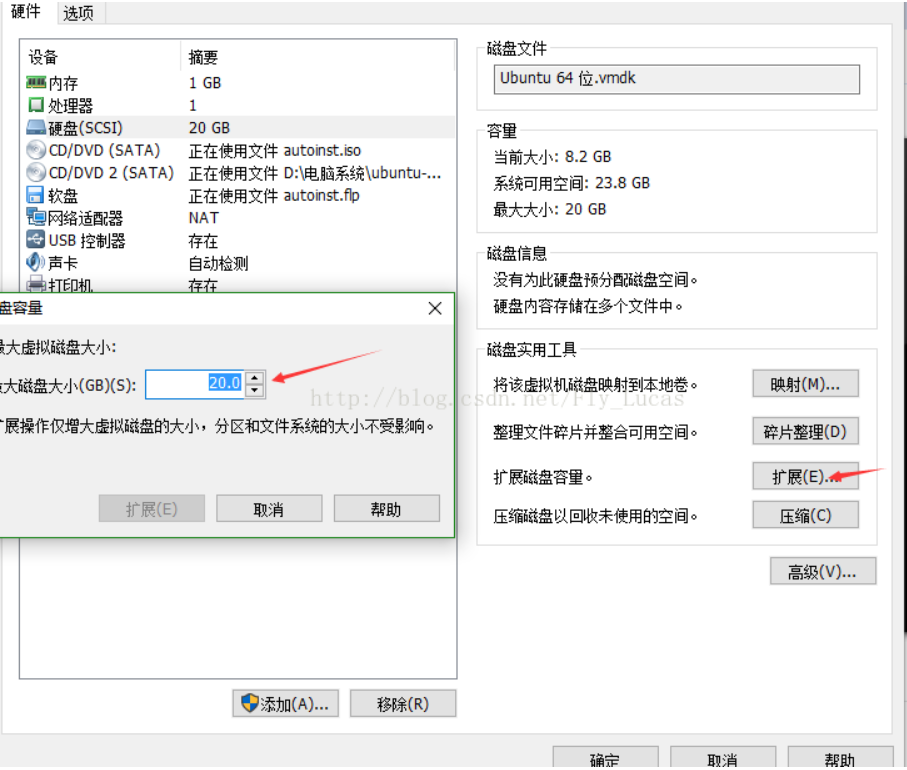 硬件 选项
设备 摘要
内存 1 GB
处理器 1
硬盘(SCSI) 20 GB
CD/DVD (SATA) 正在使用文件 autoinst.iso
CD/DVD 2 (SATA) 正在使用文件 D:\电脑系统\ubuntu-...
软盘 正在使用文件 autoinst.flp
网络适配器 NAT
USB 控制器 存在
声卡 自动检测
打印机 存在
盘容量
最大虚拟磁盘大小:
最大磁盘大小(GB)(S): 20.0
扩展操作仅增大虚拟磁盘的大小，分区和文件系统的大小不受影响。
扩展(E) 取消 帮助
添加(A)... 移除(R)
磁盘文件
Ubuntu 64 位.vmdk
容量
当前大小: 8.2 GB
系统可用空间: 23.8 GB
最大大小: 20 GB
磁盘信息
没有为此硬盘预分配磁盘空间。
硬盘内容存储在多个文件中。
磁盘实用工具
将该虚拟机磁盘映射到本地卷。 映射(M)...
整理文件碎片并整合可用空间。 碎片整理(D)
扩展磁盘容量。 扩展(E)...
压缩磁盘以回收未使用的空间。 压缩(C)
高级(V)...
确定 取消 帮助
http://blog.csdn.net/Fly_Lucas